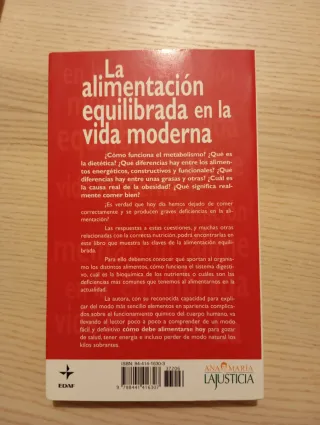 La
alimentación
equilibrada en la
vida moderna
¿Cómo funciona el metabolismo? ¿Qué es
la dietética? ¿Qué diferencias hay entre los alimen-
tos energéticos, constructivos y funcionales? ¿Qué
diferencias hay entre unas grasas y otras? ¿Cuál es
la causa real de la obesidad? ¿Qué significa real-
mente comer bien?
¿Es verdad que hoy día hemos dejado de comer
correctamente y se producen graves deficiencias en la ali-
mentación?
Las respuestas a estas cuestiones, y muchas otras
relacionadas con la correcta nutrición, podrá encontrarlas en
este libro que muestra las claves de la alimentación equili-
brada.
Para ello debemos conocer qué aportan al organis-
mo los distintos alimentos, cómo funciona el sistema digesti-
vo, cuál es la bioquímica de los nutrientes o cuáles son las
deficiencias más comunes que tenemos al alimentarnos en la
actualidad.
La autora, con su reconocida capacidad para expli-
car del modo más sencillo elementos en apariencia complica-
dos sobre el funcionamiento químico del cuerpo humano, va
llevando al lector poco a poco a comprender de un modo
fácil y definitivo cómo debe alimentarse hoy para gozar de
salud, tener energía e incluso perder de modo natural los
kilos sobrantes.
EDAF
ANA MARÍA
LAJUSTICIA